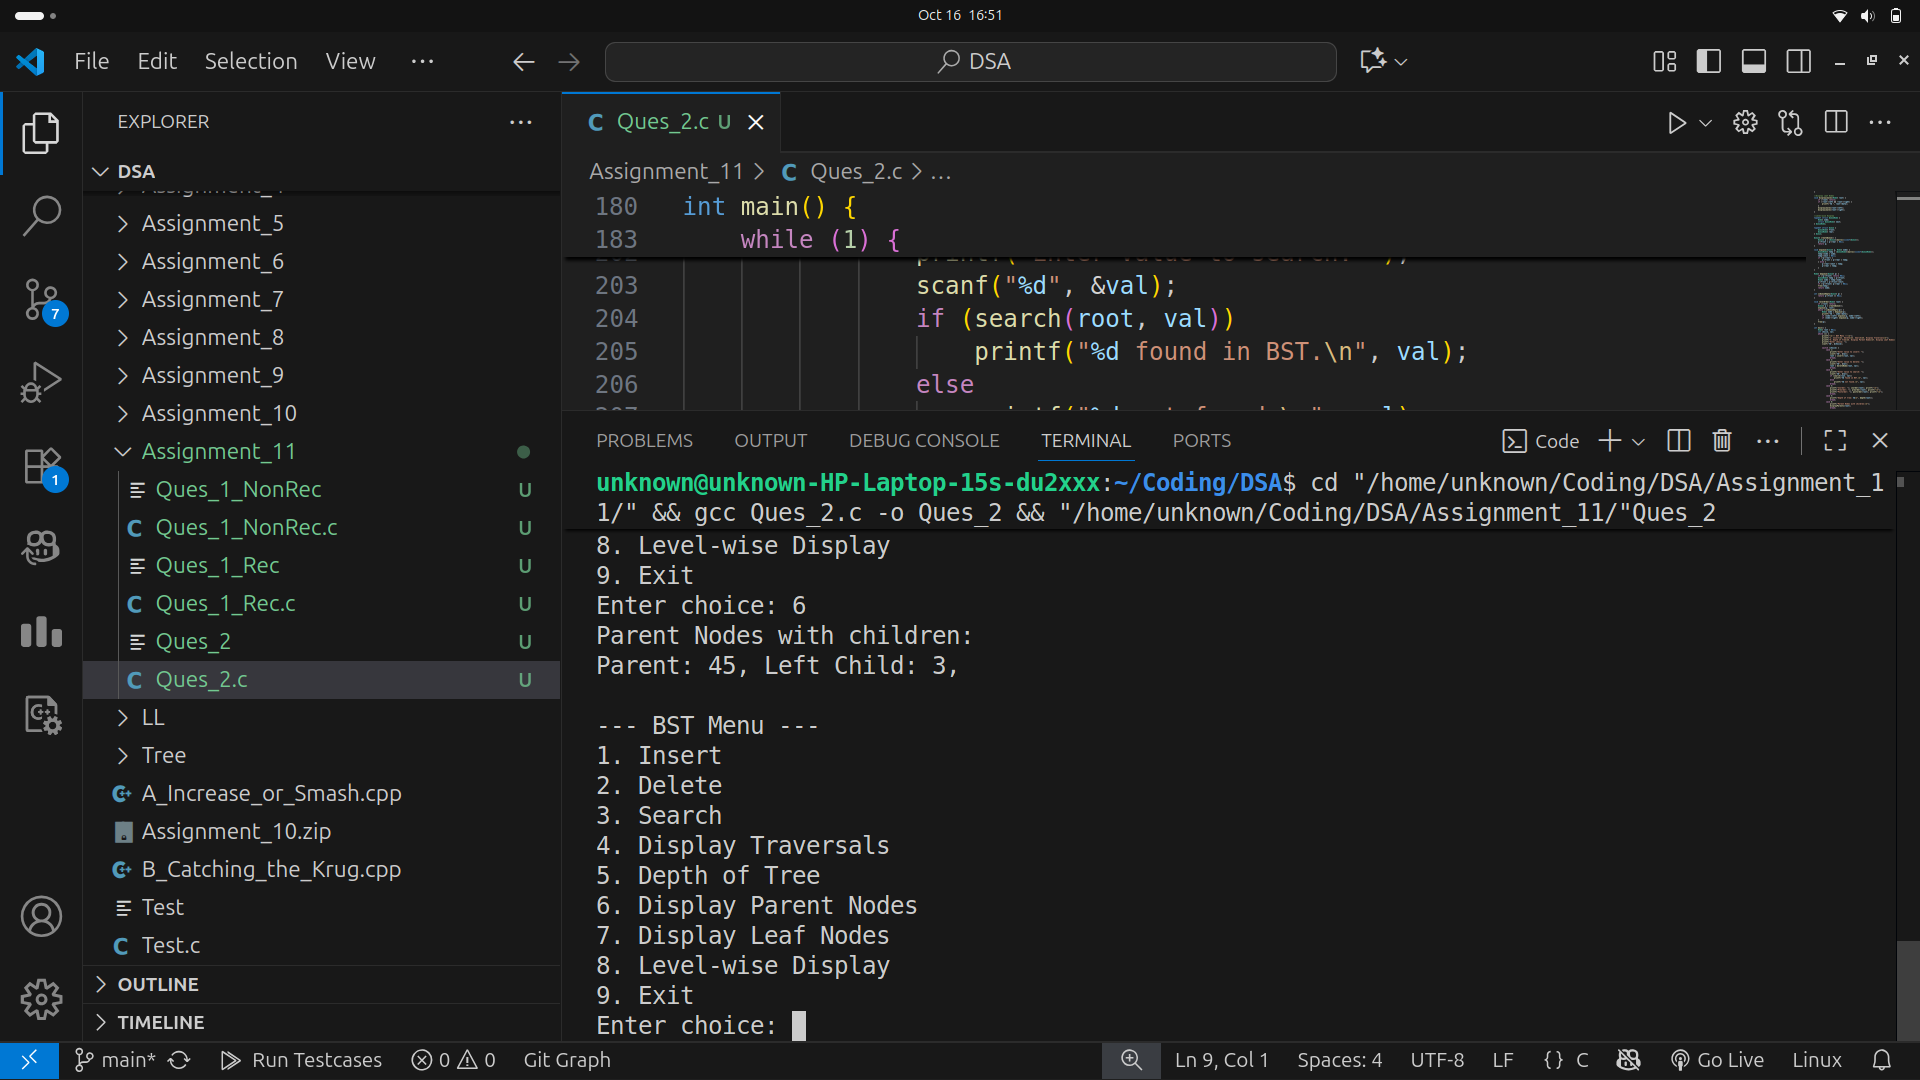 Oct 16 16:51
File Edit Selection View ···
DSA
EXPLORER
DSA
Assignment_5
Assignment_6
Assignment_7
Assignment_8
Assignment_9
Assignment_10
Assignment_11
Ques_1_NonRec U
Ques_1_NonRec.c U
Ques_1_Rec U
Ques_1_Rec.c U
Ques_2 U
Ques_2.c U
LL
Tree
A_Increase_or_Smash.cpp
Assignment_10.zip
B_Catching_the_Krug.cpp
Test
Test.c
OUTLINE
TIMELINE
7
1
Ques_2.c U
Assignment_11 > C Ques_2.c > ...
180 int main() {
183 while (1) {
203 scanf("%d", &val);
204 if (search(root, val))
205 printf("%d found in BST.\n", val);
206 else
PROBLEMS OUTPUT DEBUG CONSOLE TERMINAL PORTS
Code
unknown@unknown-HP-Laptop-15s-du2xxx:~/Coding/DSA$ cd "/home/unknown/Coding/DSA/Assignment_1
1/" && gcc Ques_2.c -o Ques_2 && "/home/unknown/Coding/DSA/Assignment_11/"Ques_2
8. Level-wise Display
9. Exit
Enter choice: 6
Parent Nodes with children:
Parent: 45, Left Child: 3,
--- BST Menu ---
1. Insert
2. Delete
3. Search
4. Display Traversals
5. Depth of Tree
6. Display Parent Nodes
7. Display Leaf Nodes
8. Level-wise Display
9. Exit
Enter choice:
main* Run Testcases 0 0 Git Graph Ln 9, Col 1 Spaces: 4 UTF-8 LF {} C Go Live Linux